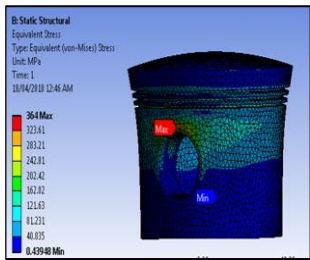 B: Static Structural
Equivalent Stress
Type: Equivalent (von-Mises) Stress
Unit: MPa
Time: 1
18/04/2018 12:46 AM
364 Max
323.61
283.21
242.81
202.42
162.02
121.63
81.231
40.835
0.43948 Min
Max
Min